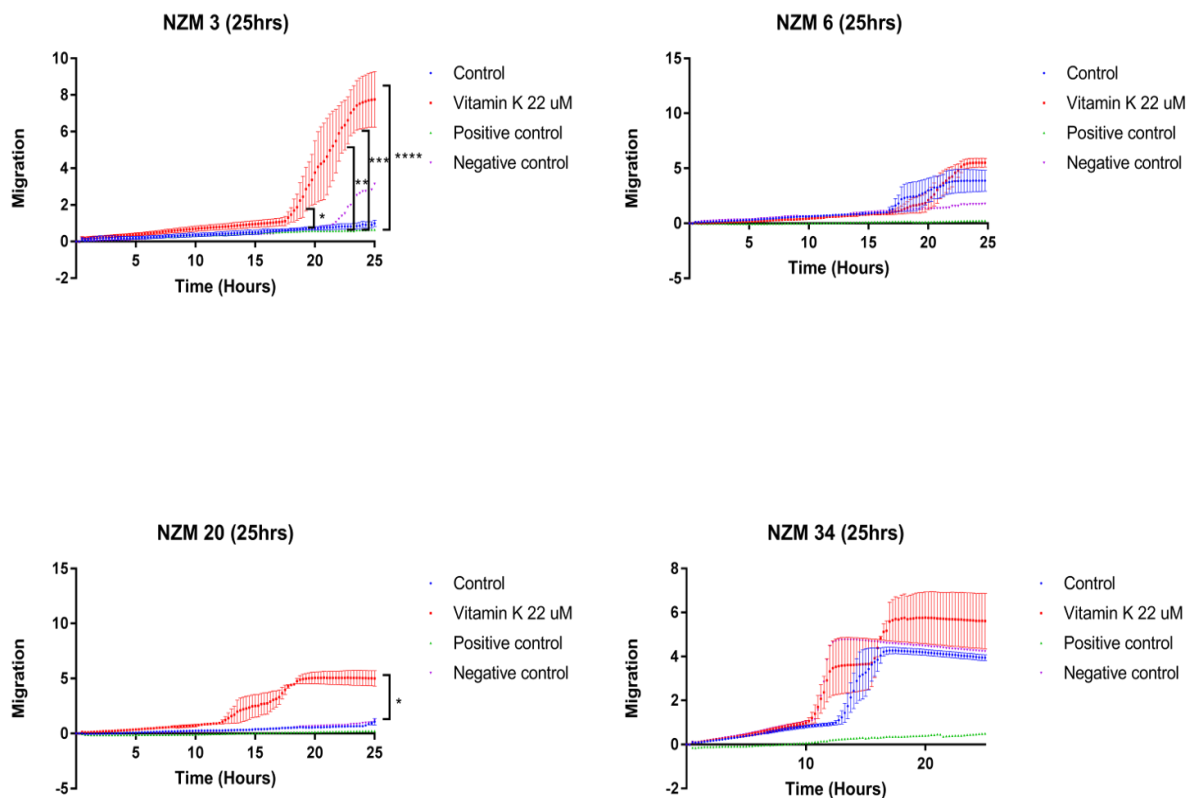 NZM 3 (25hrs)
10
8
6
4
2
0
-2
5
10
15
20
25
Migration
Time (Hours)
Control
Vitamin K 22 uM
Positive control
Negative control
*
**
***
****
NZM 6 (25hrs)
15
10
5
0
-5
5
10
15
20
25
Migration
Time (Hours)
Control
Vitamin K 22 uM
Positive control
Negative control
NZM 20 (25hrs)
15
10
5
0
-5
5
10
15
20
25
Migration
Time (Hours)
Control
Vitamin K 22 uM
Positive control
Negative control
*
NZM 34 (25hrs)
8
6
4
2
0
-2
10
20
Migration
Time (Hours)
Control
Vitamin K 22 uM
Positive control
Negative control